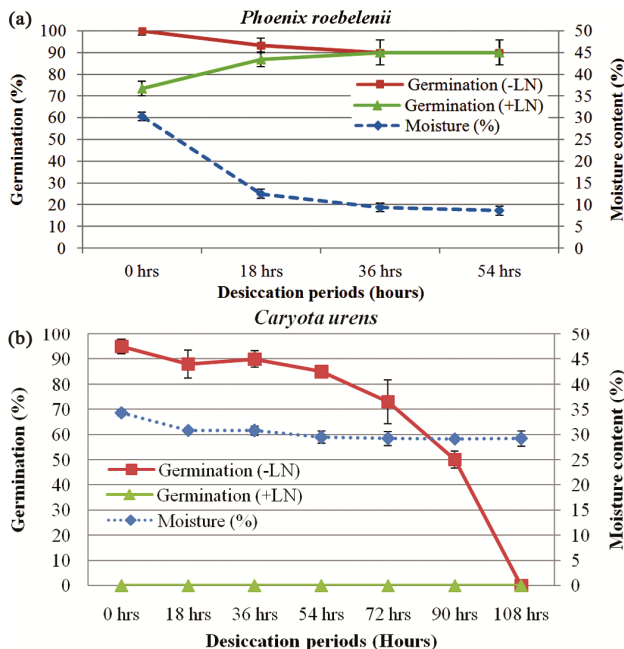 (a)
Phoenix roebelenii
100
90
80
70
60
50
40
30
20
10
0
Germination (%)
50
45
40
35
30
25
20
15
10
5
0
Moisture content (%)
Germination (-LN)
Germination (+LN)
Moisture (%)
0 hrs 18 hrs 36 hrs 54 hrs
Desiccation periods (hours)
(b)
Caryota urens
100
90
80
70
60
50
40
30
20
10
0
Germination (%)
50
45
40
35
30
25
20
15
10
5
0
Moisture content (%)
Germination (-LN)
Germination (+LN)
Moisture (%)
0 hrs 18 hrs 36 hrs 54 hrs 72 hrs 90 hrs 108 hrs
Desiccation periods (Hours)